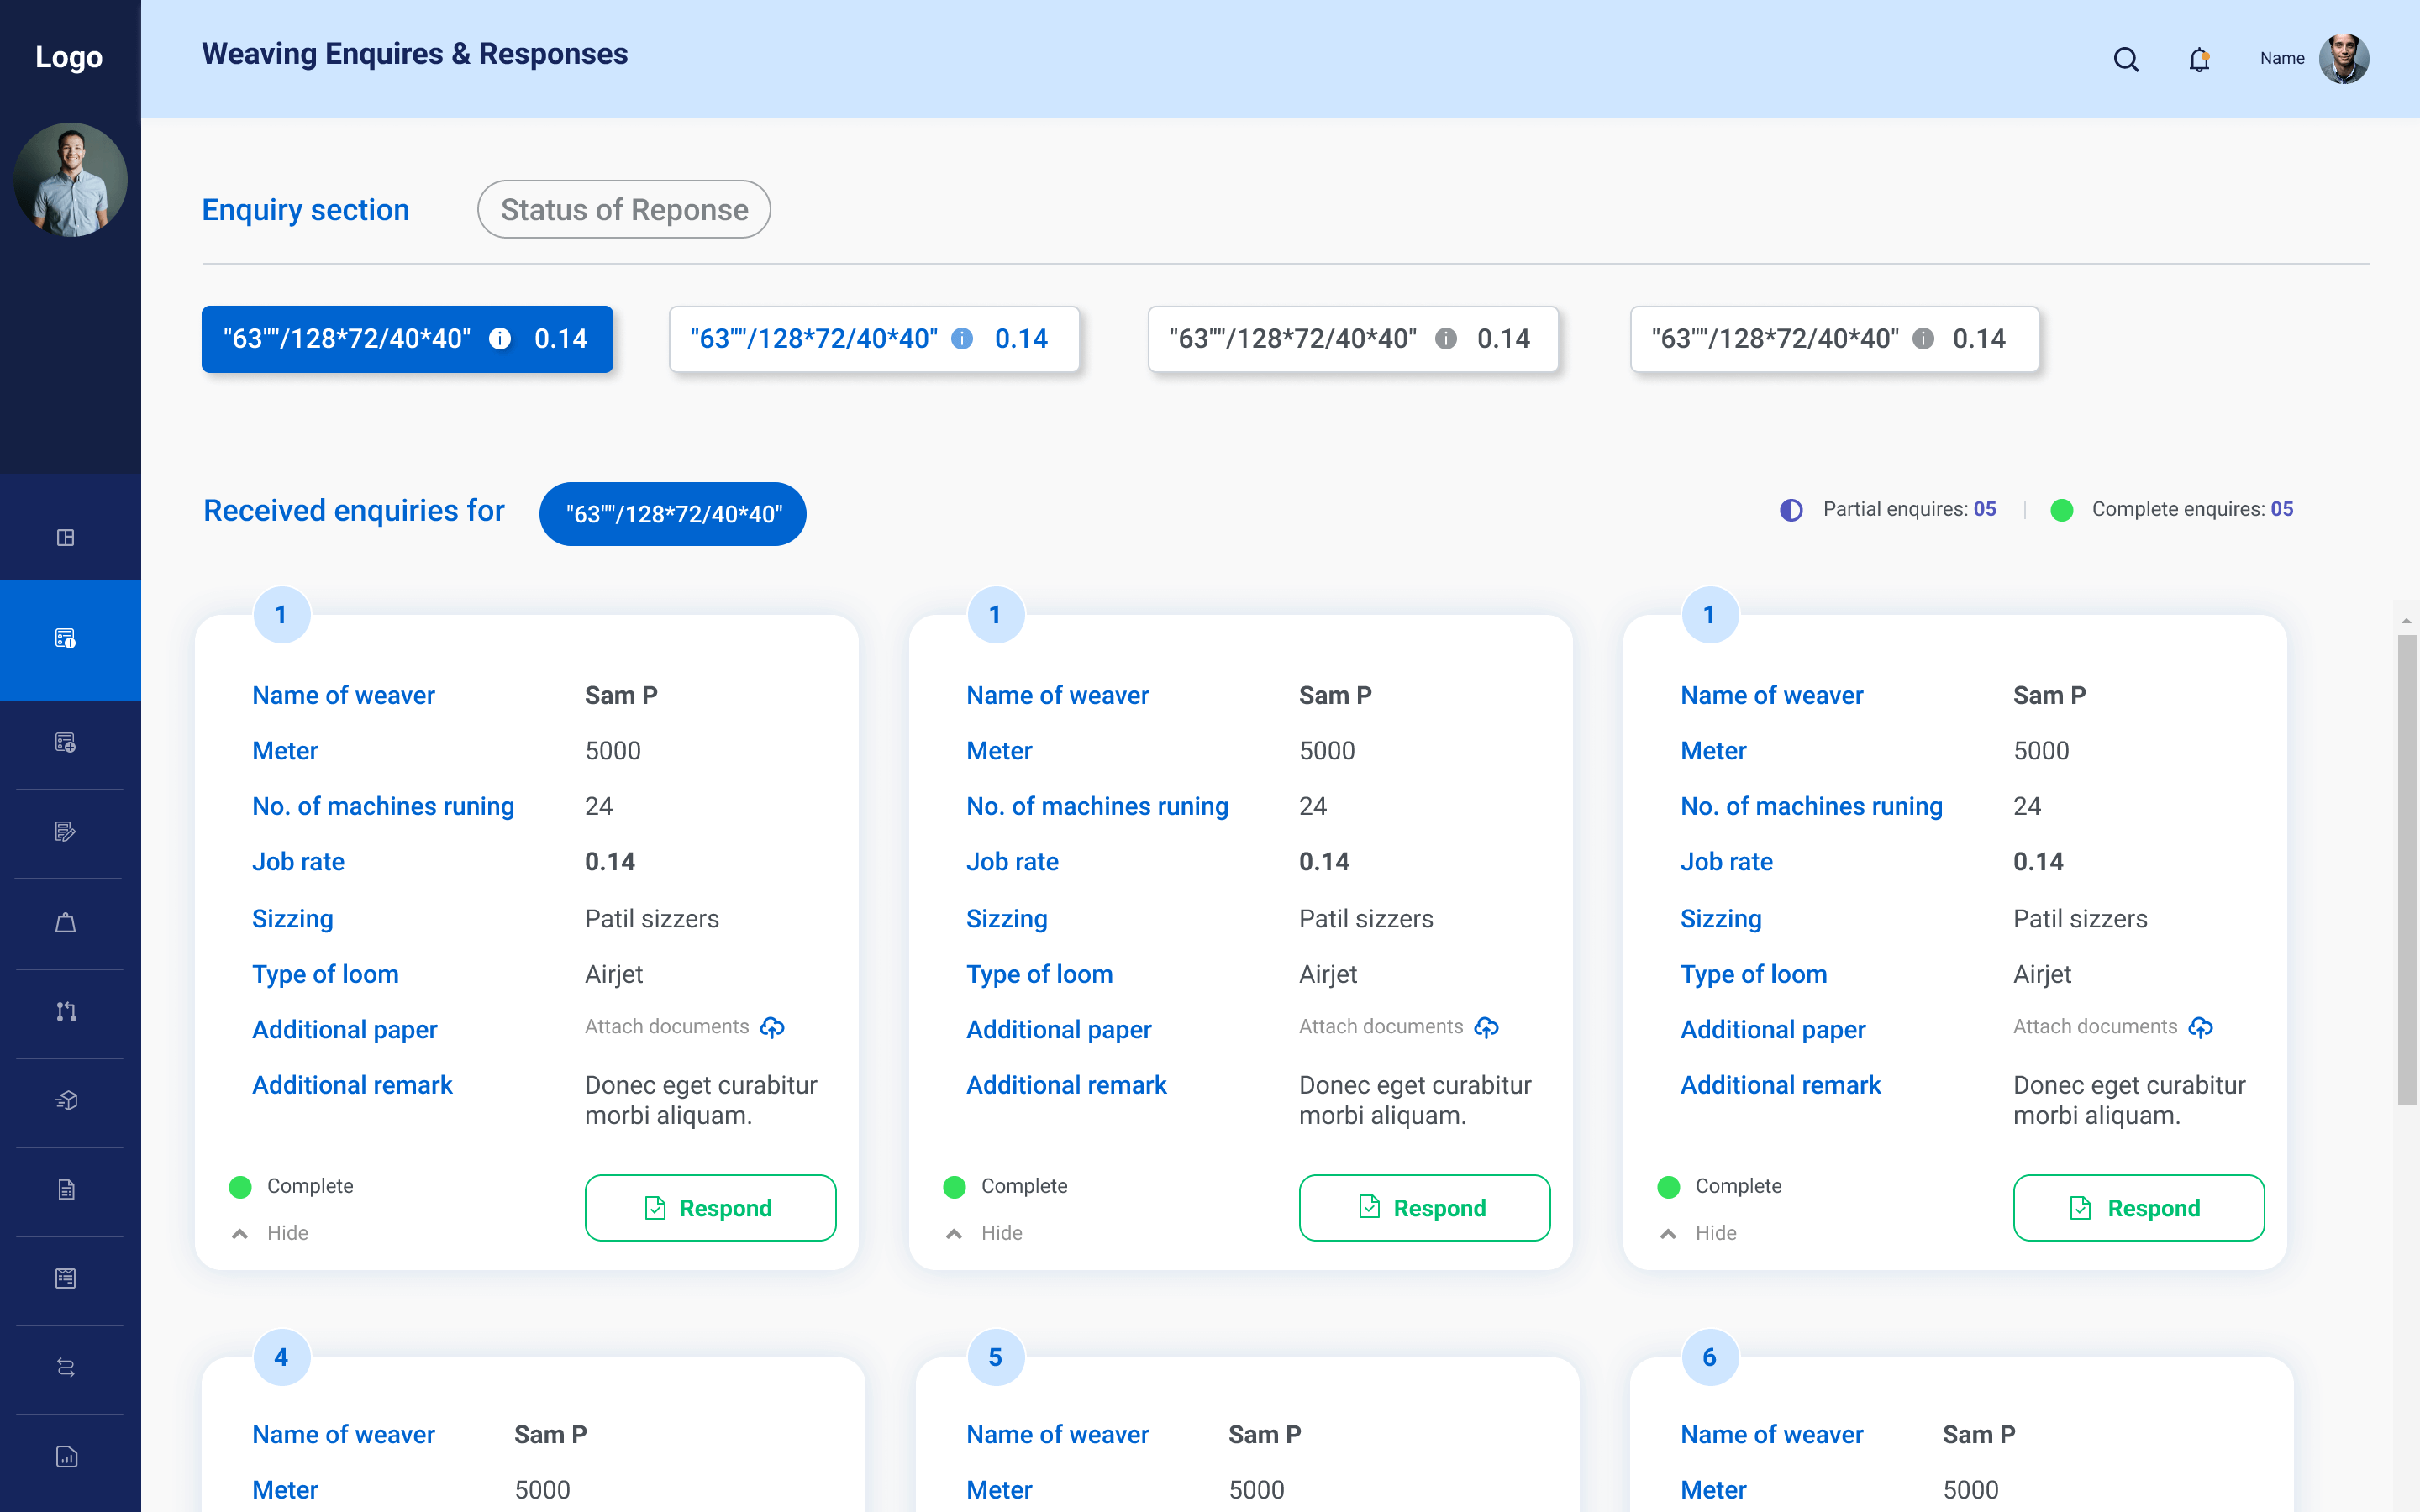 Logo
Weaving Enquires & Responses
Name
Enquiry section
Status of Reponse
"63""/128*72/40*40" i 0.14
"63""/128*72/40*40" i 0.14
"63""/128*72/40*40" i 0.14
"63""/128*72/40*40" i 0.14
Received enquiries for
"63""/128*72/40*40"
Partial enquires: 05
Complete enquires: 05
1
Name of weaver Sam P
Meter 5000
No. of machines runing 24
Job rate 0.14
Sizzing Patil sizzers
Type of loom Airjet
Additional paper Attach documents
Additional remark Donec eget curabitur
morbi aliquam.
Complete
Respond
Hide
1
Name of weaver Sam P
Meter 5000
No. of machines runing 24
Job rate 0.14
Sizzing Patil sizzers
Type of loom Airjet
Additional paper Attach documents
Additional remark Donec eget curabitur
morbi aliquam.
Complete
Respond
Hide
1
Name of weaver Sam P
Meter 5000
No. of machines runing 24
Job rate 0.14
Sizzing Patil sizzers
Type of loom Airjet
Additional paper Attach documents
Additional remark Donec eget curabitur
morbi aliquam.
Complete
Respond
Hide
4
Name of weaver Sam P
Meter 5000
5
Name of weaver Sam P
Meter 5000
6
Name of weaver Sam P
Meter 5000